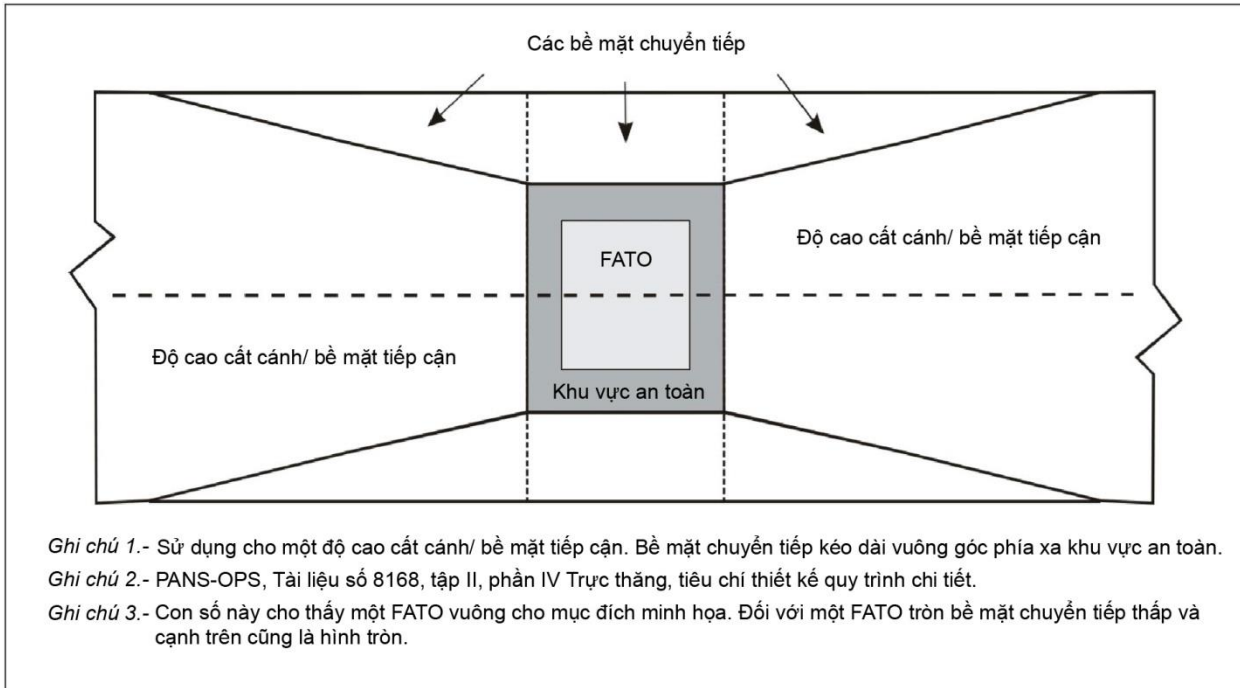 Các bề mặt chuyển tiếp
FATO
Độ cao cất cánh/ bề mặt tiếp cận
Độ cao cất cánh/ bề mặt tiếp cận
Khu vực an toàn
Ghi chú 1.- Sử dụng cho một độ cao cất cánh/ bề mặt tiếp cận. Bề mặt chuyển tiếp kéo dài vuông góc phía xa khu vực an toàn.
Ghi chú 2.- PANS-OPS, Tài liệu số 8168, tập II, phần IV Trực thăng, tiêu chí thiết kế quy trình chi tiết.
Ghi chú 3.- Con số này cho thấy một FATO vuông cho mục đích minh họa. Đối với một FATO tròn bề mặt chuyển tiếp thấp và
cạnh trên cũng là hình tròn.